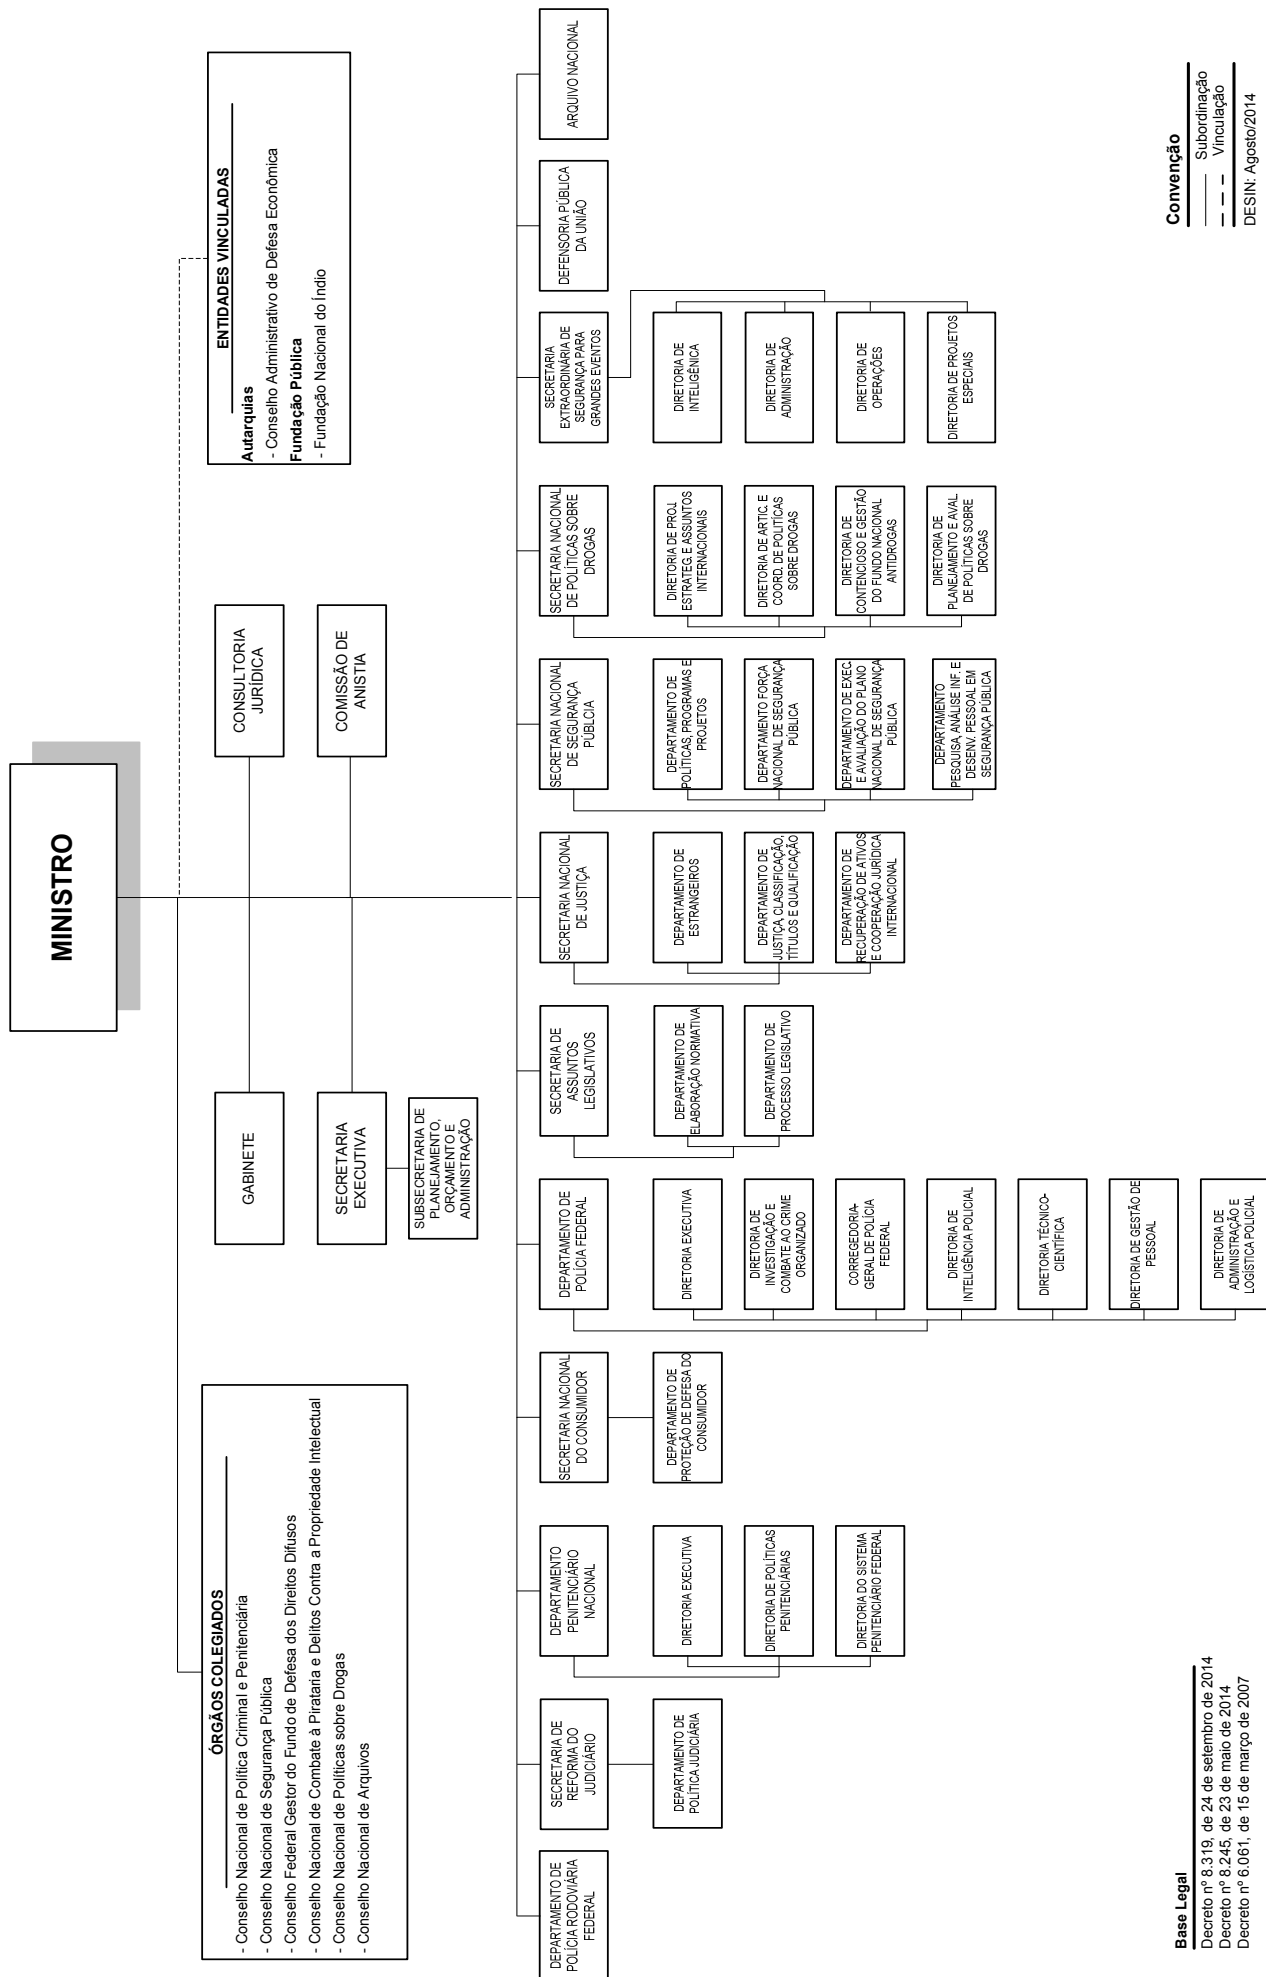 MINISTRO
ÓRGÃOS COLEGIADOS
- Conselho Nacional de Política Criminal e Penitenciária
- Conselho Nacional de Segurança Pública
- Conselho Federal Gestor do Fundo de Defesa dos Direitos Difusos
- Conselho Nacional de Combate à Pirataria e Delitos Contra a Propriedade Intelectual
- Conselho Nacional de Políticas sobre Drogas
- Conselho Nacional de Arquivos
GABINETE
CONSULTORIA
JURÍDICA
ENTIDADES VINCULADAS
Autarquias
- Conselho Administrativo de Defesa Econômica
Fundação Pública
- Fundação Nacional do Índio
SECRETARIA
EXECUTIVA
COMISSÃO DE
ANISTIA
SUBSECRETARIA DE
PLANEJAMENTO,
ORÇAMENTO E
ADMINISTRAÇÃO
DEPARTAMENTO DE
POLÍCIA RODOVIÁRIA
FEDERAL
SECRETARIA DE
REFORMA DO
JUDICIÁRIO
DEPARTAMENTO DE
POLÍTICA JUDICIÁRIA
DEPARTAMENTO
PENITENCIÁRIO
NACIONAL
DIRETORIA EXECUTIVA
DIRETORIA DE POLÍTICAS
PENITENCIÁRIAS
DIRETORIA DO SISTEMA
PENITENCIÁRIO FEDERAL
SECRETARIA NACIONAL
DO CONSUMIDOR
DEPARTAMENTO DE
PROTEÇÃO DE DEFESA DO
CONSUMIDOR
DEPARTAMENTO DE
POLÍCIA FEDERAL
DIRETORIA EXECUTIVA
DIRETORIA DE
INVESTIGAÇÃO E
COMBATE AO CRIME
ORGANIZADO
CORREGEDORIA-
GERAL DE POLÍCIA
FEDERAL
DIRETORIA DE
INTELIGÊNCIA POLICIAL
DIRETORIA TÉCNICO-
CIENTÍFICA
DIRETORIA DE GESTÃO DE
PESSOAL
DIRETORIA DE
ADMINISTRAÇÃO E
LOGÍSTICA POLICIAL
SECRETARIA DE
ASSUNTOS
LEGISLATIVOS
DEPARTAMENTO DE
ELABORAÇÃO NORMATIVA
DEPARTAMENTO DE
PROCESSO LEGISLATIVO
SECRETARIA NACIONAL
DE JUSTIÇA
DEPARTAMENTO DE
ESTRANGEIROS
DEPARTAMENTO DE
JUSTIÇA, CLASSIFICAÇÃO,
TÍTULOS E QUALIFICAÇÃO
DEPARTAMENTO DE
RECUPERAÇÃO DE ATIVOS
E COOPERAÇÃO JURÍDICA
INTERNACIONAL
SECRETARIA NACIONAL
DE SEGURANÇA
PÚBLCIA
DEPARTAMENTO DE
POLÍTICAS, PROGRAMAS E
PROJETOS
DEPARTAMENTO FORÇA
NACIONAL DE SEGURANÇA
PÚBLICA
DEPARTAMENTO DE EXEC.
E AVALIAÇÃO DO PLANO
NACIONAL DE SEGURANÇA
PÚBLICA
DEPARTAMENTO
PESQUISA, ANÁLISE INF. E
DESENV. PESSOAL EM
SEGURANÇA PÚBLICA
SECRETARIA NACIONAL
DE POLÍTICAS SOBRE
DROGAS
DIRETORIA DE PROJ.
ESTRATEG. E ASSUNTOS
INTERNACIONAIS
DIRETORIA DE ARTIC. E
COORD. DE POLITÍCAS
SOBRE DROGAS
DIRETORIA DE
CONTENCIOSO E GESTÃO
DO FUNDO NACIONAL
ANTIDROGAS
DIRETORIA DE
PLANEJAMENTO E AVAL.
DE POLÍTICAS SOBRE
DROGAS
SECRETARIA
EXTRAORDINÁRIA DE
SEGURANÇA PARA
GRANDES EVENTOS
DIRETORIA DE
INTELIGÊNICA
DIRETORIA DE
ADMINISTRAÇÃO
DIRETORIA DE
OPERAÇÕES
DIRETORIA DE PROJETOS
ESPECIAIS
DEFENSORIA PÚBLICA
DA UNIÃO
ARQUIVO NACIONAL
Base Legal
Decreto nº 8.319, de 24 de setembro de 2014
Decreto nº 8.245, de 23 de maio de 2014
Decreto nº 6.061, de 15 de março de 2007
Convenção
Subordinação
Vinculação
DESIN: Agosto/2014